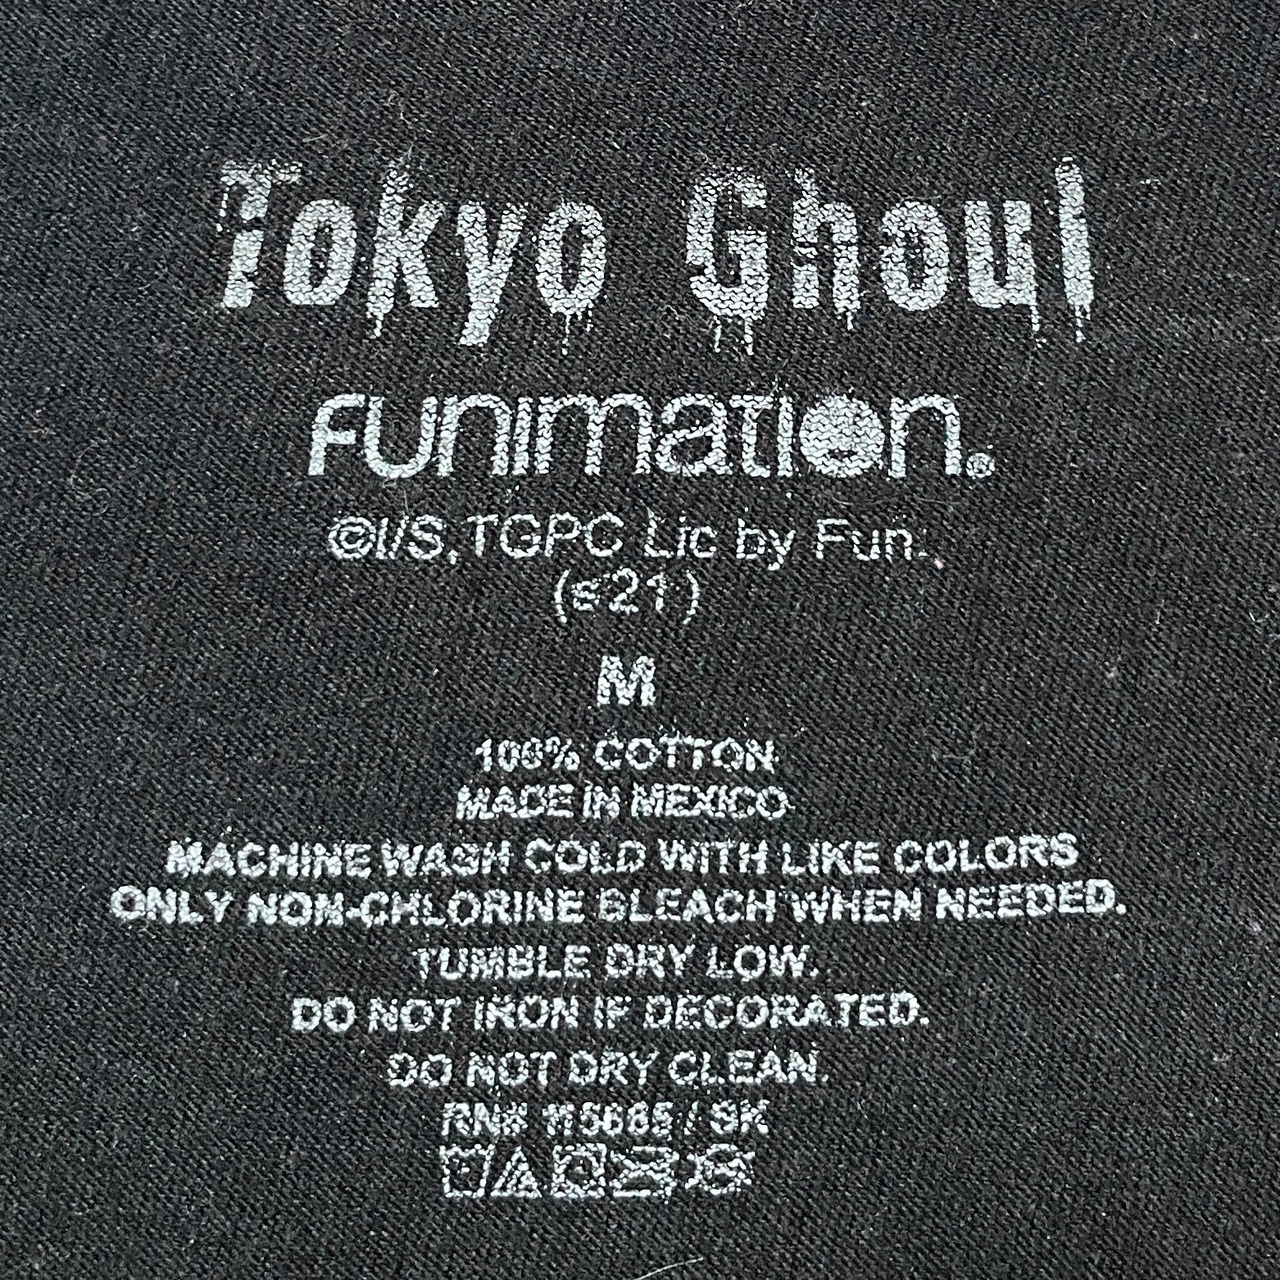 Tokyo Ghoul
FUNIMATION.®
©I/S,TGPC Lic by Fun.
(s21)
M
100% COTTON
MADE IN MEXICO
MACHINE WASH COLD WITH LIKE COLORS
ONLY NON-CHLORINE BLEACH WHEN NEEDED.
TUMBLE DRY LOW.
DO NOT IRON IF DECORATED.
DO NOT DRY CLEAN.
RN# / SK